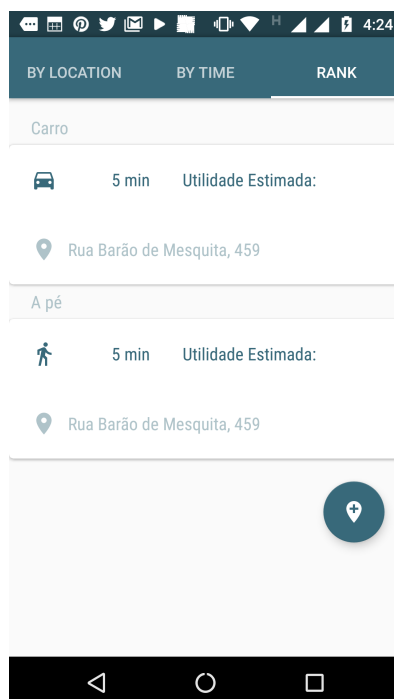 H 4:24
BY LOCATION BY TIME RANK
Carro
5 min Utilidade Estimada:
Rua Barão de Mesquita, 459
A pé
5 min Utilidade Estimada:
Rua Barão de Mesquita, 459